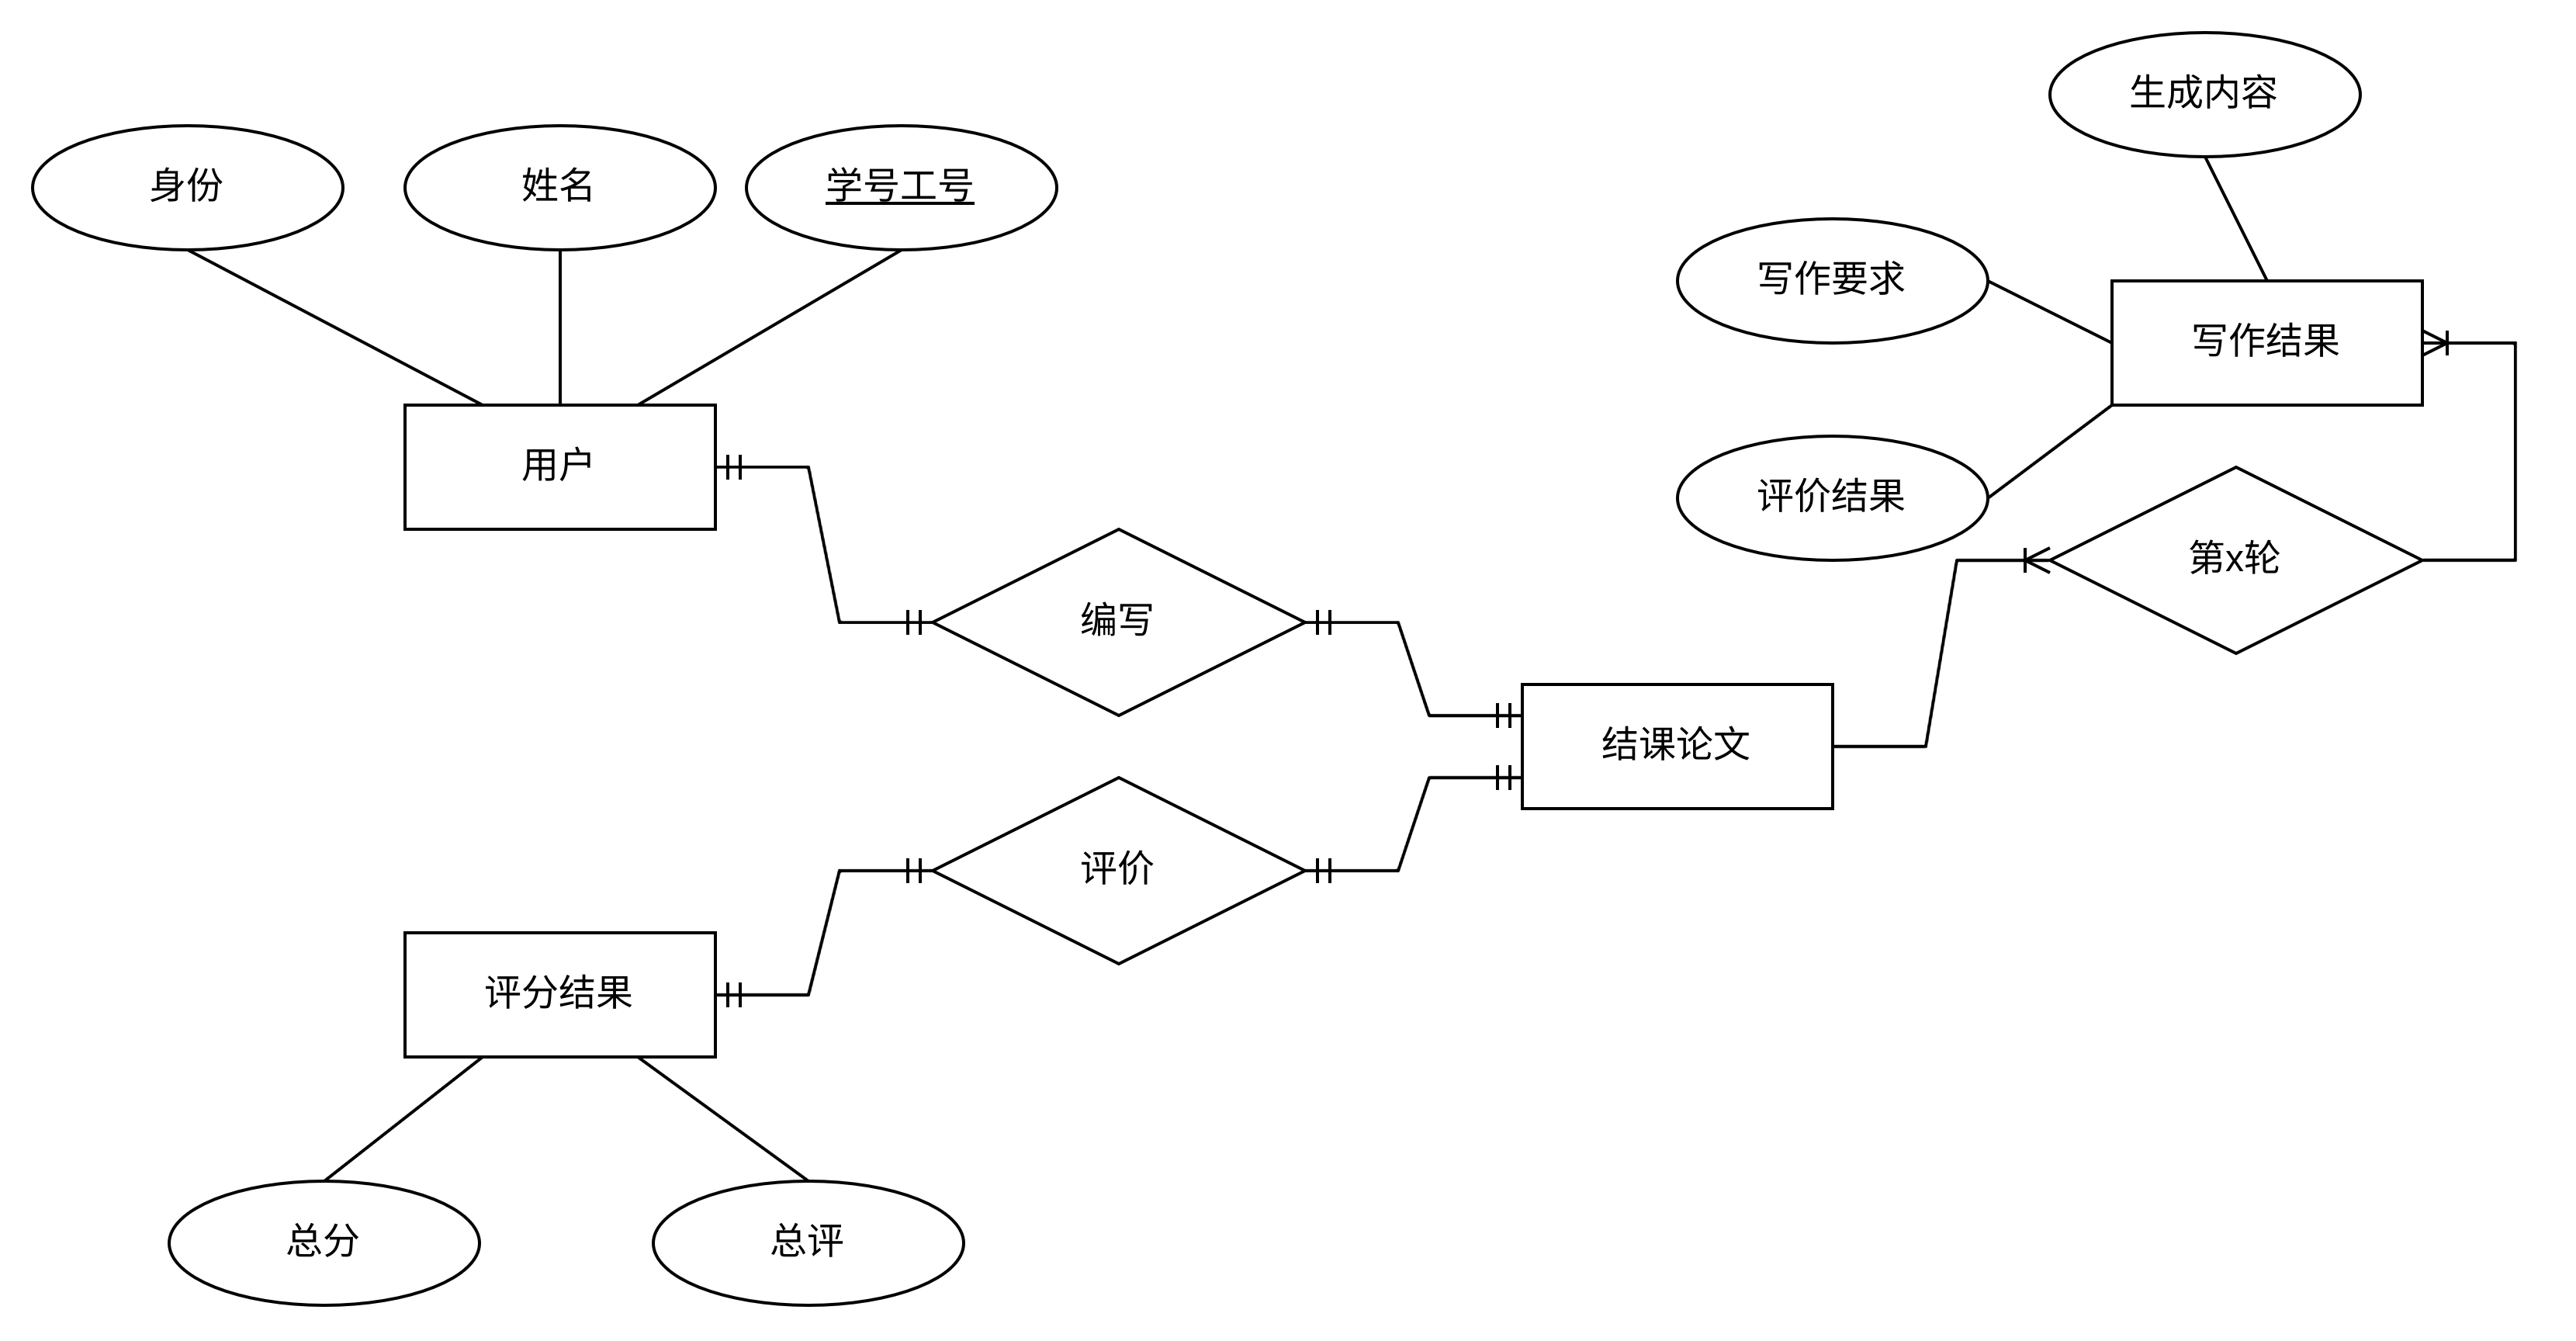 生成内容
身份
姓名
学号工号
写作要求
写作结果
用户
评价结果
第x轮
编写
结课论文
评价
评分结果
总分
总评